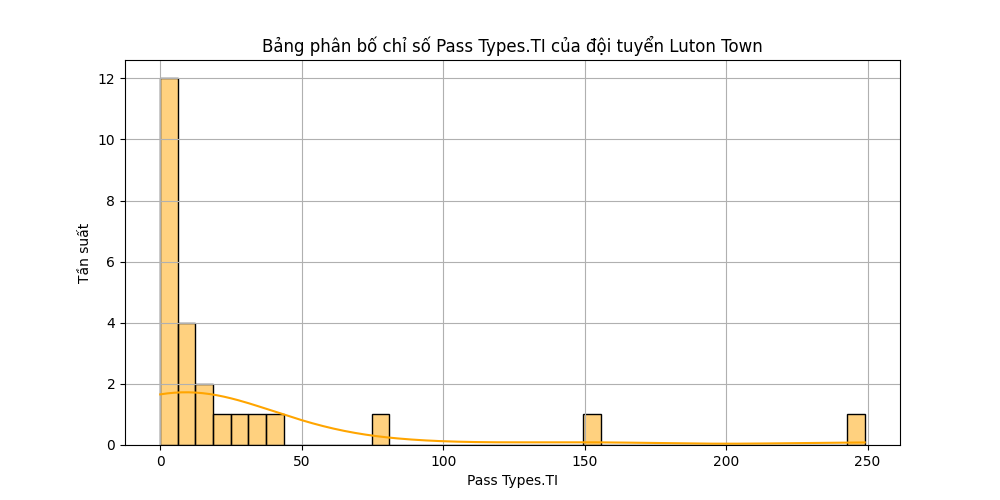 Bảng phân bố chỉ số Pass Types.TI của đội tuyển Luton Town
12
10
8
6
4
2
0
Tần suất
0 50 100 150 200 250
Pass Types.TI